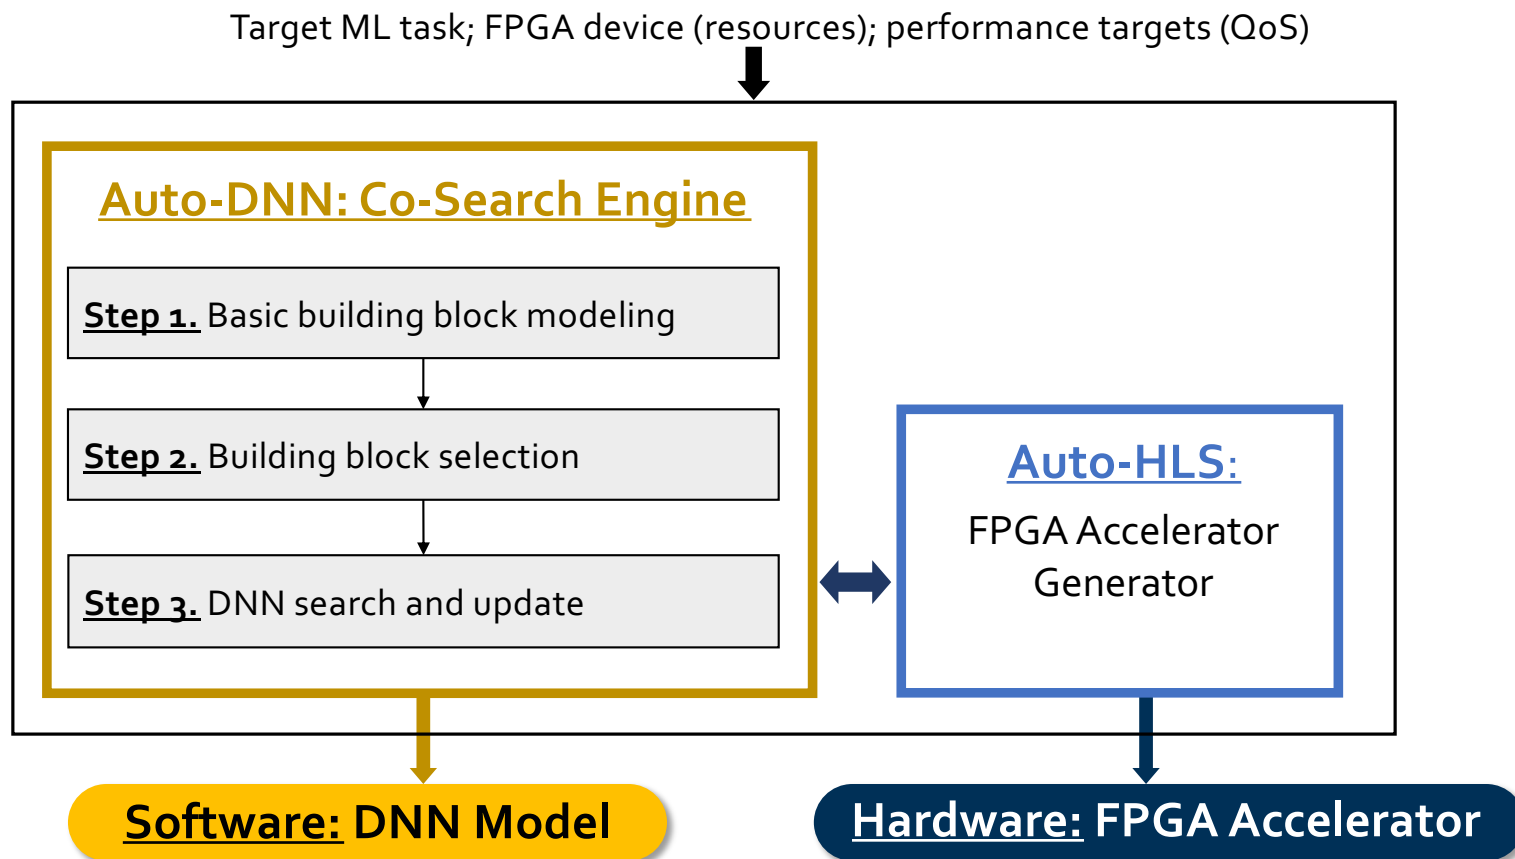 Target ML task; FPGA device (resources); performance targets (QoS)
Auto-DNN: Co-Search Engine
Step 1. Basic building block modeling
Step 2. Building block selection
Step 3. DNN search and update
Auto-HLS:
FPGA Accelerator
Generator
Software: DNN Model
Hardware: FPGA Accelerator